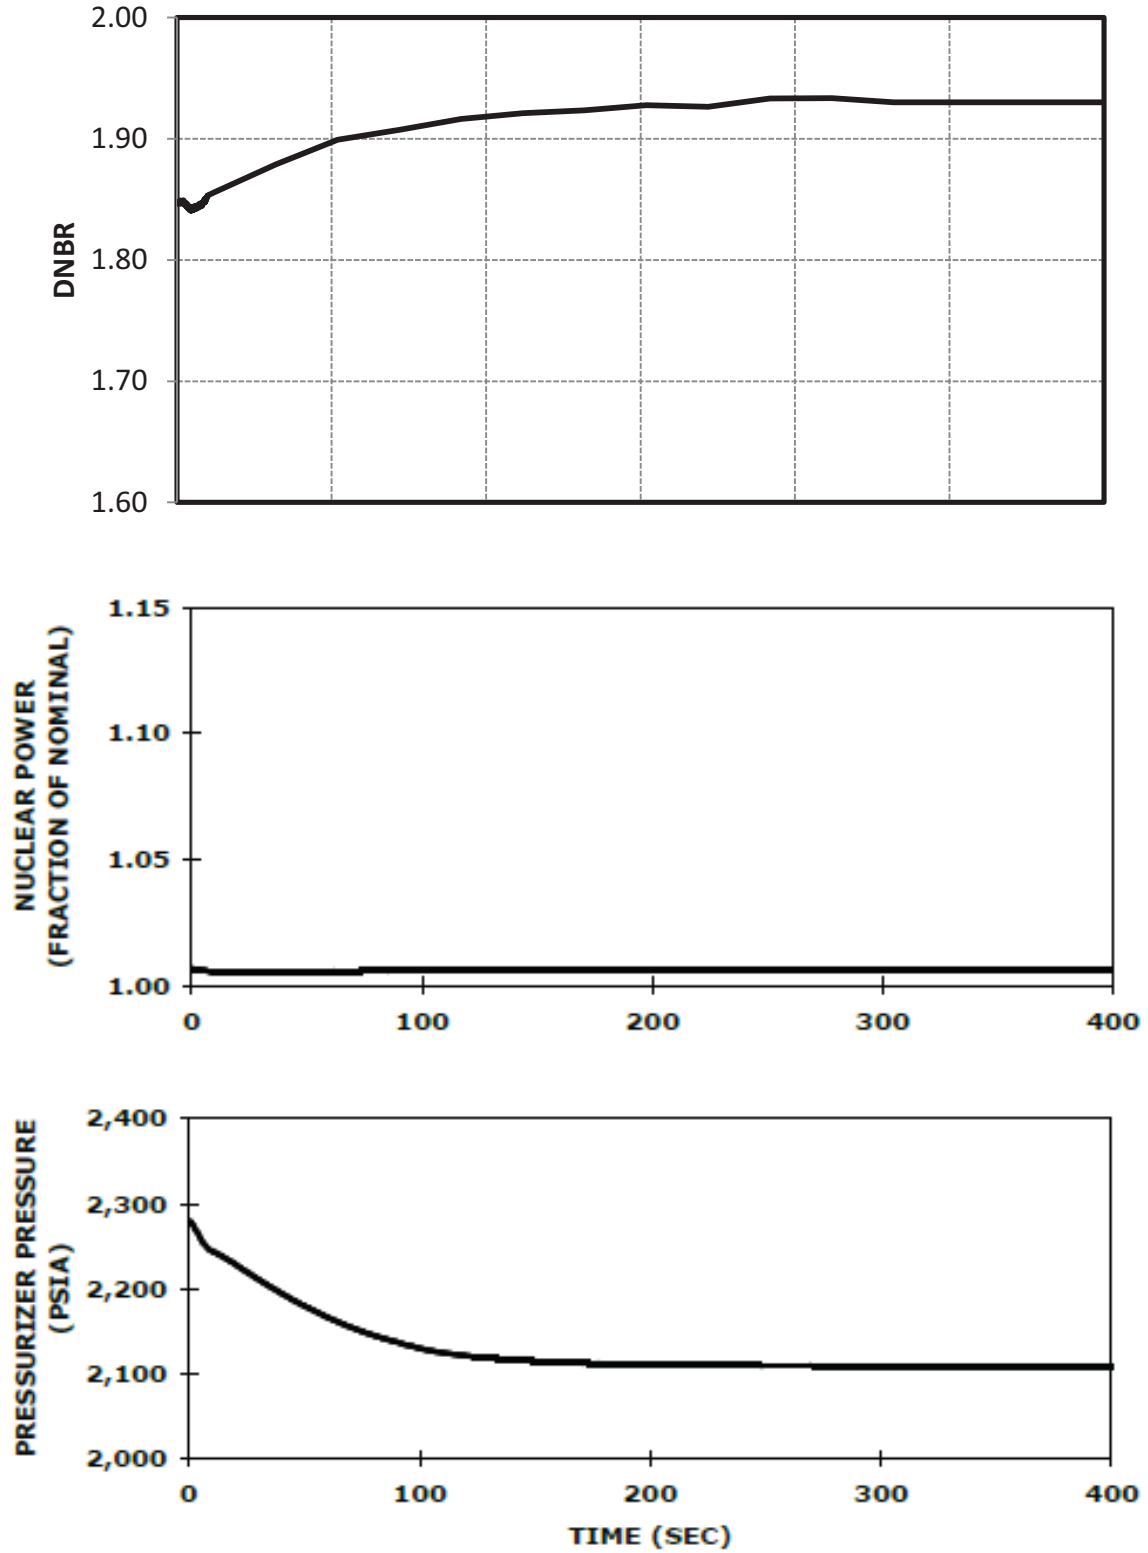 2.00
1.90
1.80
1.70
1.60
DNBR
1.15
1.10
1.05
1.00
NUCLEAR POWER
(FRACTION OF NOMINAL)
0 100 200 300 400
2,400
2,300
2,200
2,100
2,000
PRESSURIZER PRESSURE
(PSIA)
0 100 200 300 400
TIME (SEC)